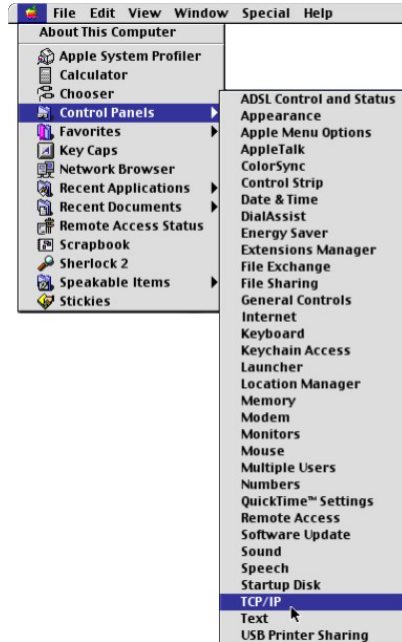 File Edit View Window Special Help
About This Computer
Apple System Profiler
Calculator
Chooser
Control Panels
Favorites
Key Caps
Network Browser
Recent Applications
Recent Documents
Remote Access Status
Scrapbook
Sherlock 2
Speakable Items
Stickies
ADSL Control and Status
Appearance
Apple Menu Options
AppleTalk
ColorSync
Control Strip
Date & Time
DialAssist
Energy Saver
Extensions Manager
File Exchange
File Sharing
General Controls
Internet
Keyboard
Keychain Access
Launcher
Location Manager
Memory
Modem
Monitors
Mouse
Multiple Users
Numbers
QuickTime™ Settings
Remote Access
Software Update
Sound
Speech
Startup Disk
TCP/IP
Text
USB Printer Sharing